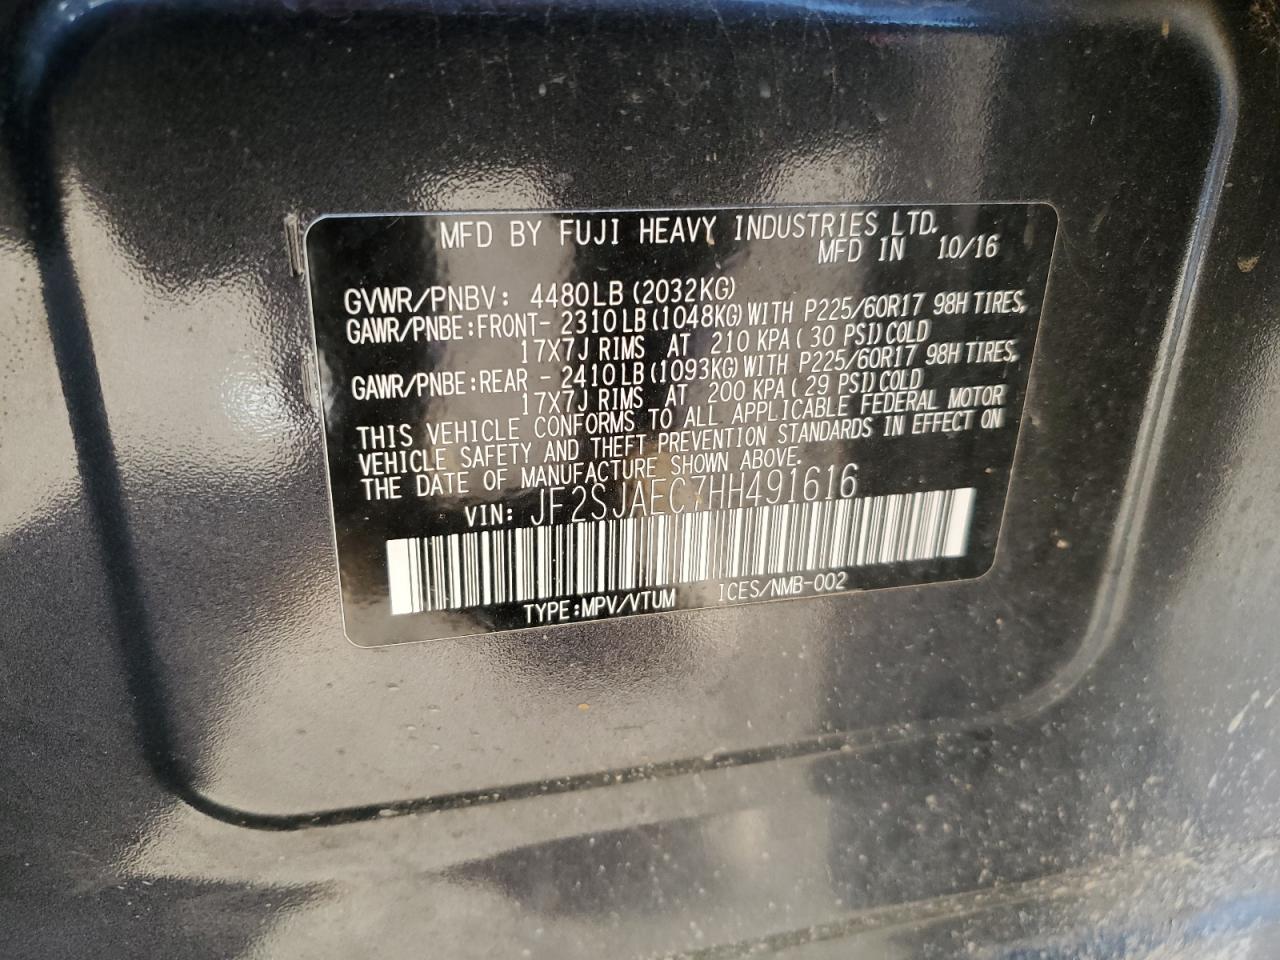 MFD BY FUJI HEAVY INDUSTRIES LTD.
MFD IN 10/16
GVWR/PNBV: 4480LB (2032KG)
GAWR/PNBE:FRONT- 2310LB (1048KG) WITH P225/60R17 98H TIRES,
17X7J RIMS AT 210 KPA (30 PSI) COLD
GAWR/PNBE:REAR - 2410LB (1093KG) WITH P225/60R17 98H TIRES,
17X7J RIMS AT 200 KPA (29 PSI) COLD
THIS VEHICLE CONFORMS TO ALL APPLICABLE FEDERAL MOTOR
VEHICLE SAFETY AND THEFT PREVENTION STANDARDS IN EFFECT ON
THE DATE OF MANUFACTURE SHOWN ABOVE.
VIN: JF2SJAEC7HH491616
TYPE:MPV/VTUM ICES/NMB-002